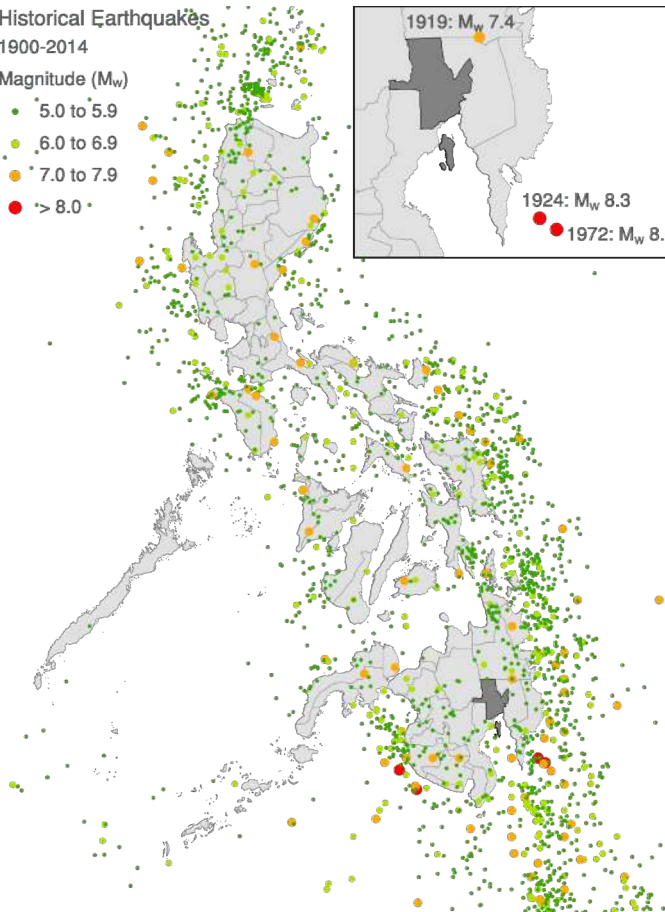 Historical Earthquakes
1900-2014
Magnitude (Mw)
5.0 to 5.9
6.0 to 6.9
7.0 to 7.9
> 8.0
1919: Mw 7.4
1924: Mw 8.3
1972: Mw 8.